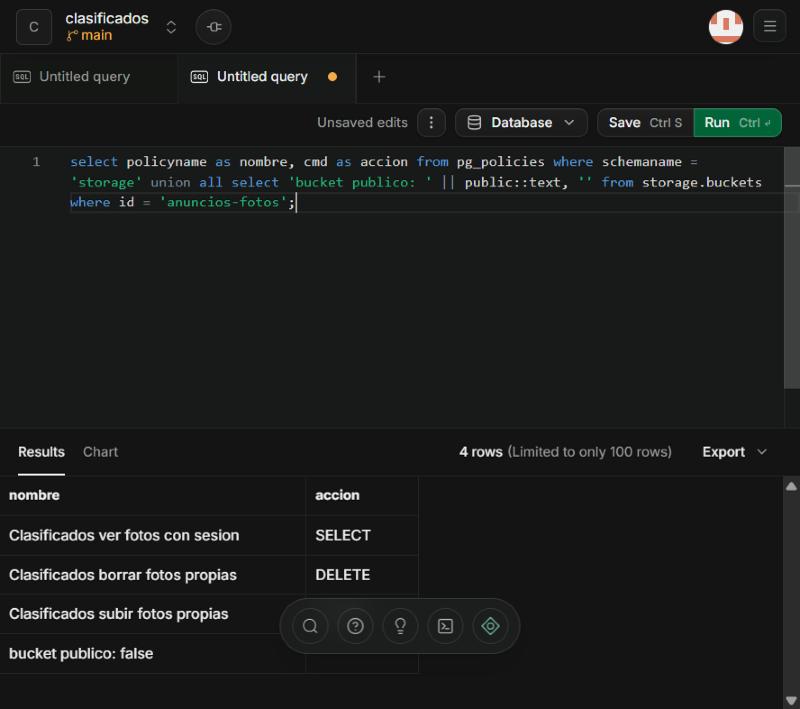 C
clasificados
main
SQL Untitled query
SQL Untitled query
Unsaved edits
Database
Save Ctrl S
Run Ctrl ↵
1 select policyname as nombre, cmd as accion from pg_policies where schemaname =
'storage' union all select 'bucket publico: ' || public::text, '' from storage.buckets
where id = 'anuncios-fotos';
Results Chart 4 rows (Limited to only 100 rows) Export
nombre accion
Clasificados ver fotos con sesion SELECT
Clasificados borrar fotos propias DELETE
Clasificados subir fotos propias
bucket publico: false